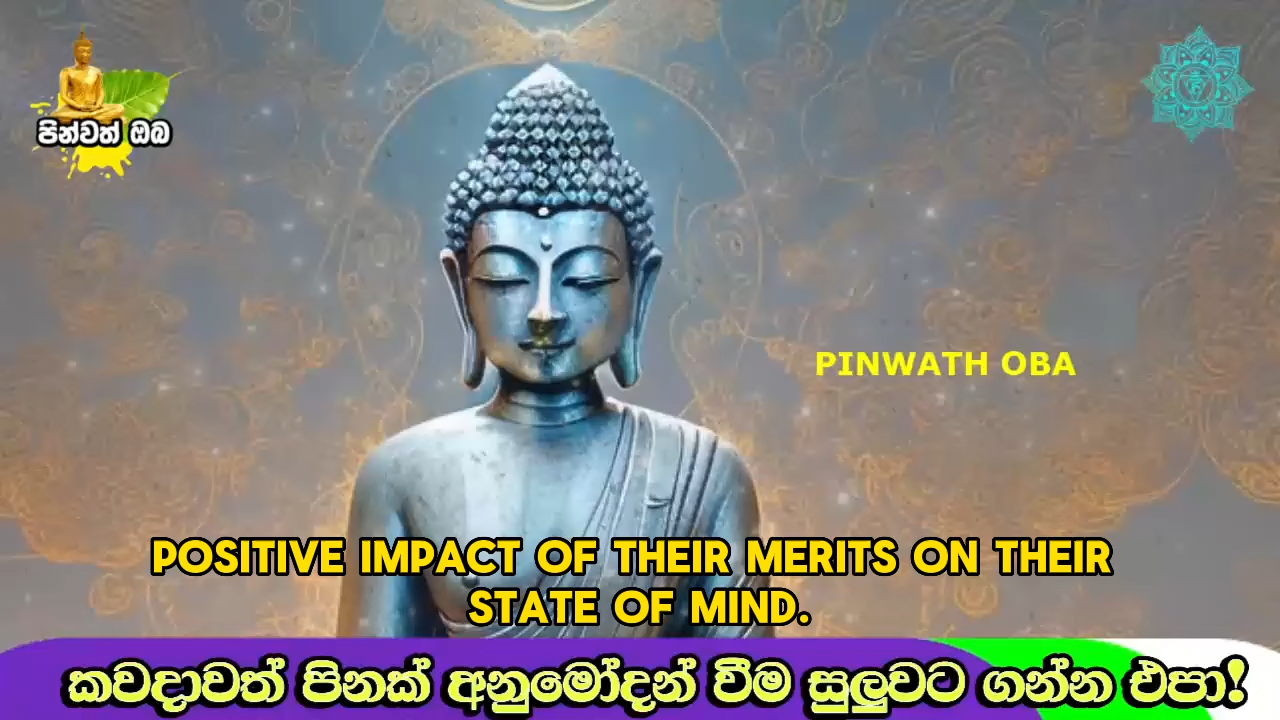 පින්වත් ඔබ
PINWATH OBA
POSITIVE IMPACT OF THEIR MERITS ON THEIR
STATE OF MIND.
කවදාවත් පිනක් අනුමෝදන් වීම සුලුවට ගන්න එපා!